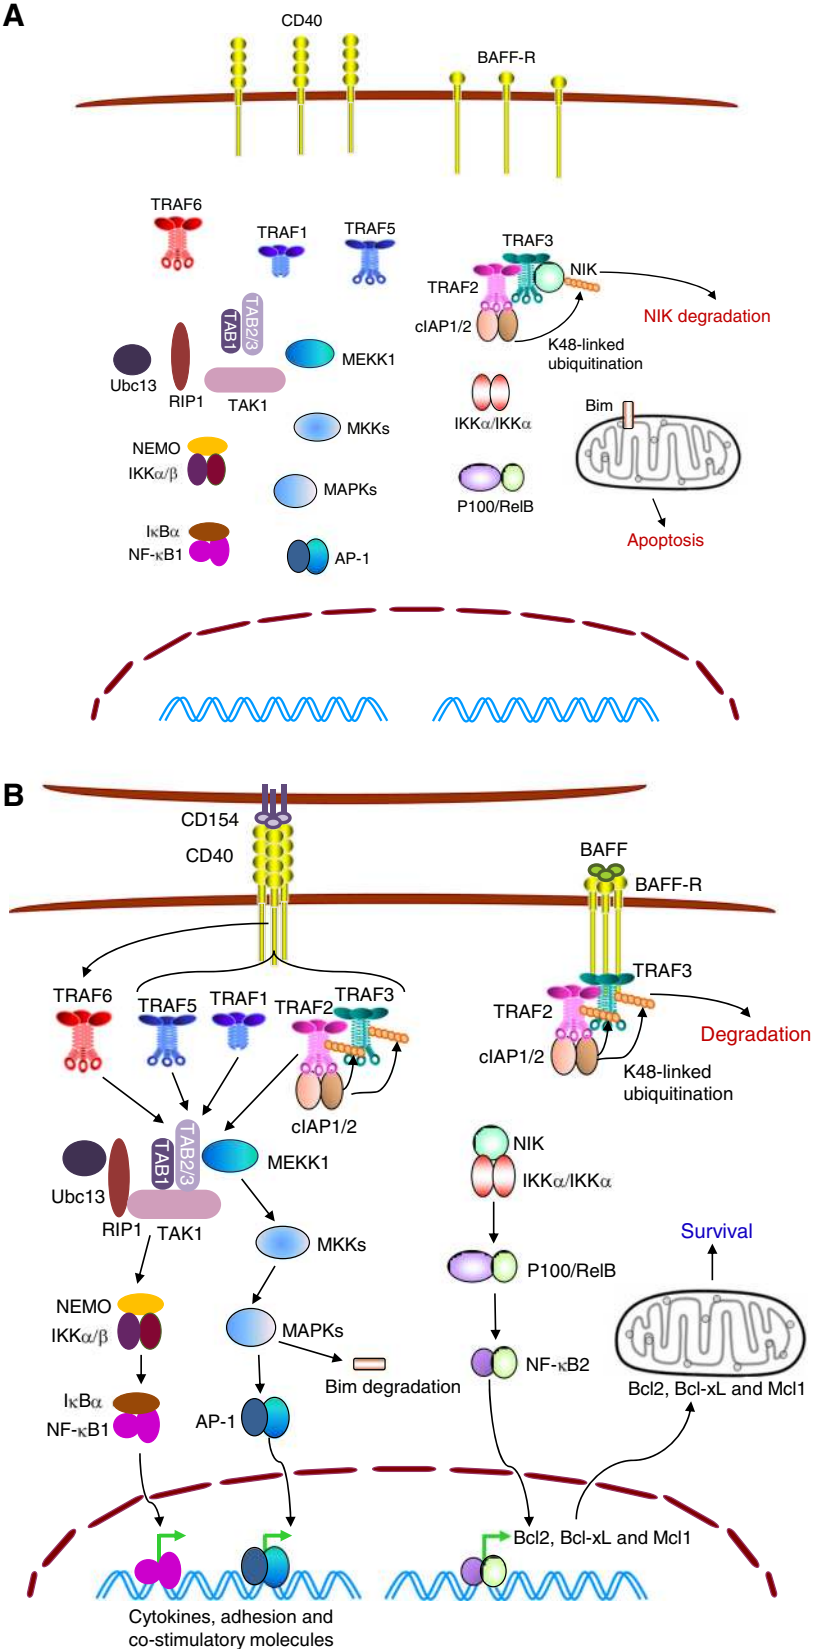 A
CD40
BAFF-R
TRAF6
TRAF1
TRAF5
TRAF3
NIK
TRAF2
cIAP1/2
NIK degradation
K48-linked
ubiquitination
TAB1
TAB2/3
MEKK1
Ubc13
RIP1
TAK1
IKKα/IKKα
Bim
MKKs
NEMO
IKKα/β
MAPKs
P100/RelB
IκBα
NF-κB1
AP-1
Apoptosis
B
CD154
CD40
BAFF
BAFF-R
TRAF6
TRAF5
TRAF1
TRAF2
TRAF3
TRAF3
TRAF2
Degradation
cIAP1/2
K48-linked
ubiquitination
cIAP1/2
TAB1
TAB2/3
MEKK1
NIK
IKKα/IKKα
Ubc13
RIP1
TAK1
MKKs
Survival
P100/RelB
NEMO
IKKα/β
MAPKs
NF-κB2
Bim degradation
Bcl2, Bcl-xL and Mcl1
IκBα
NF-κB1
AP-1
Bcl2, Bcl-xL and Mcl1
Cytokines, adhesion and
co-stimulatory molecules